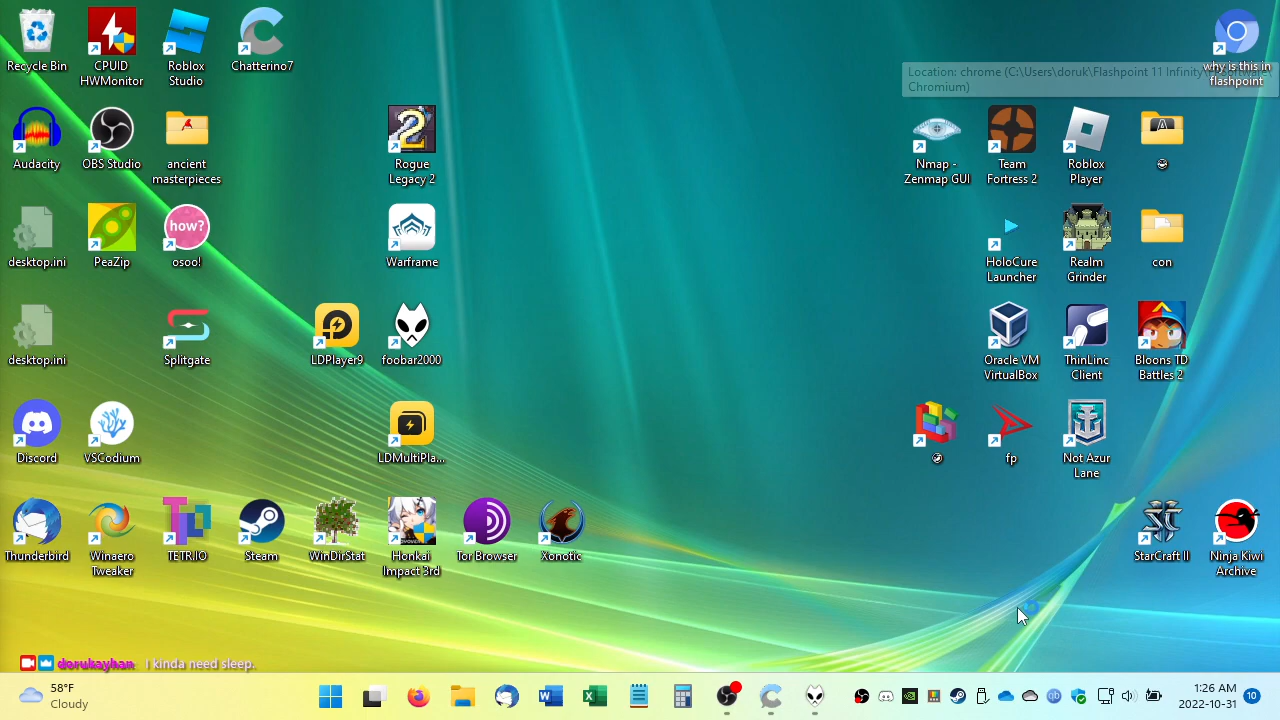 Recycle Bin
CPUID
HWMonitor
Roblox
Studio
Chatterino7
why is this in
flashpoint
Location: chrome (C:\Users\doruk\Flashpoint 11 Infinity\
Chromium)
Audacity
OBS Studio
ancient
masterpieces
2
Rogue
Legacy 2
Nmap -
Zenmap GUI
Team
Fortress 2
Roblox
Player
desktop.ini
PeaZip
how?
osoo!
Warframe
HoloCure
Launcher
Realm
Grinder
con
desktop.ini
Splitgate
LDPlayer9
foobar2000
Oracle VM
VirtualBox
ThinLinc
Client
Bloons TD
Battles 2
Discord
VSCodium
LDMultiPla...
fp
Not Azur
Lane
Thunderbird
Winaero
Tweaker
TETR.IO
Steam
WinDirStat
Honkai
Impact 3rd
Tor Browser
Xonotic
StarCraft II
Ninja Kiwi
Archive
dorukayhan I kinda need sleep.
58°F
Cloudy
W
X
qb
1:26 AM
2022-10-31
10